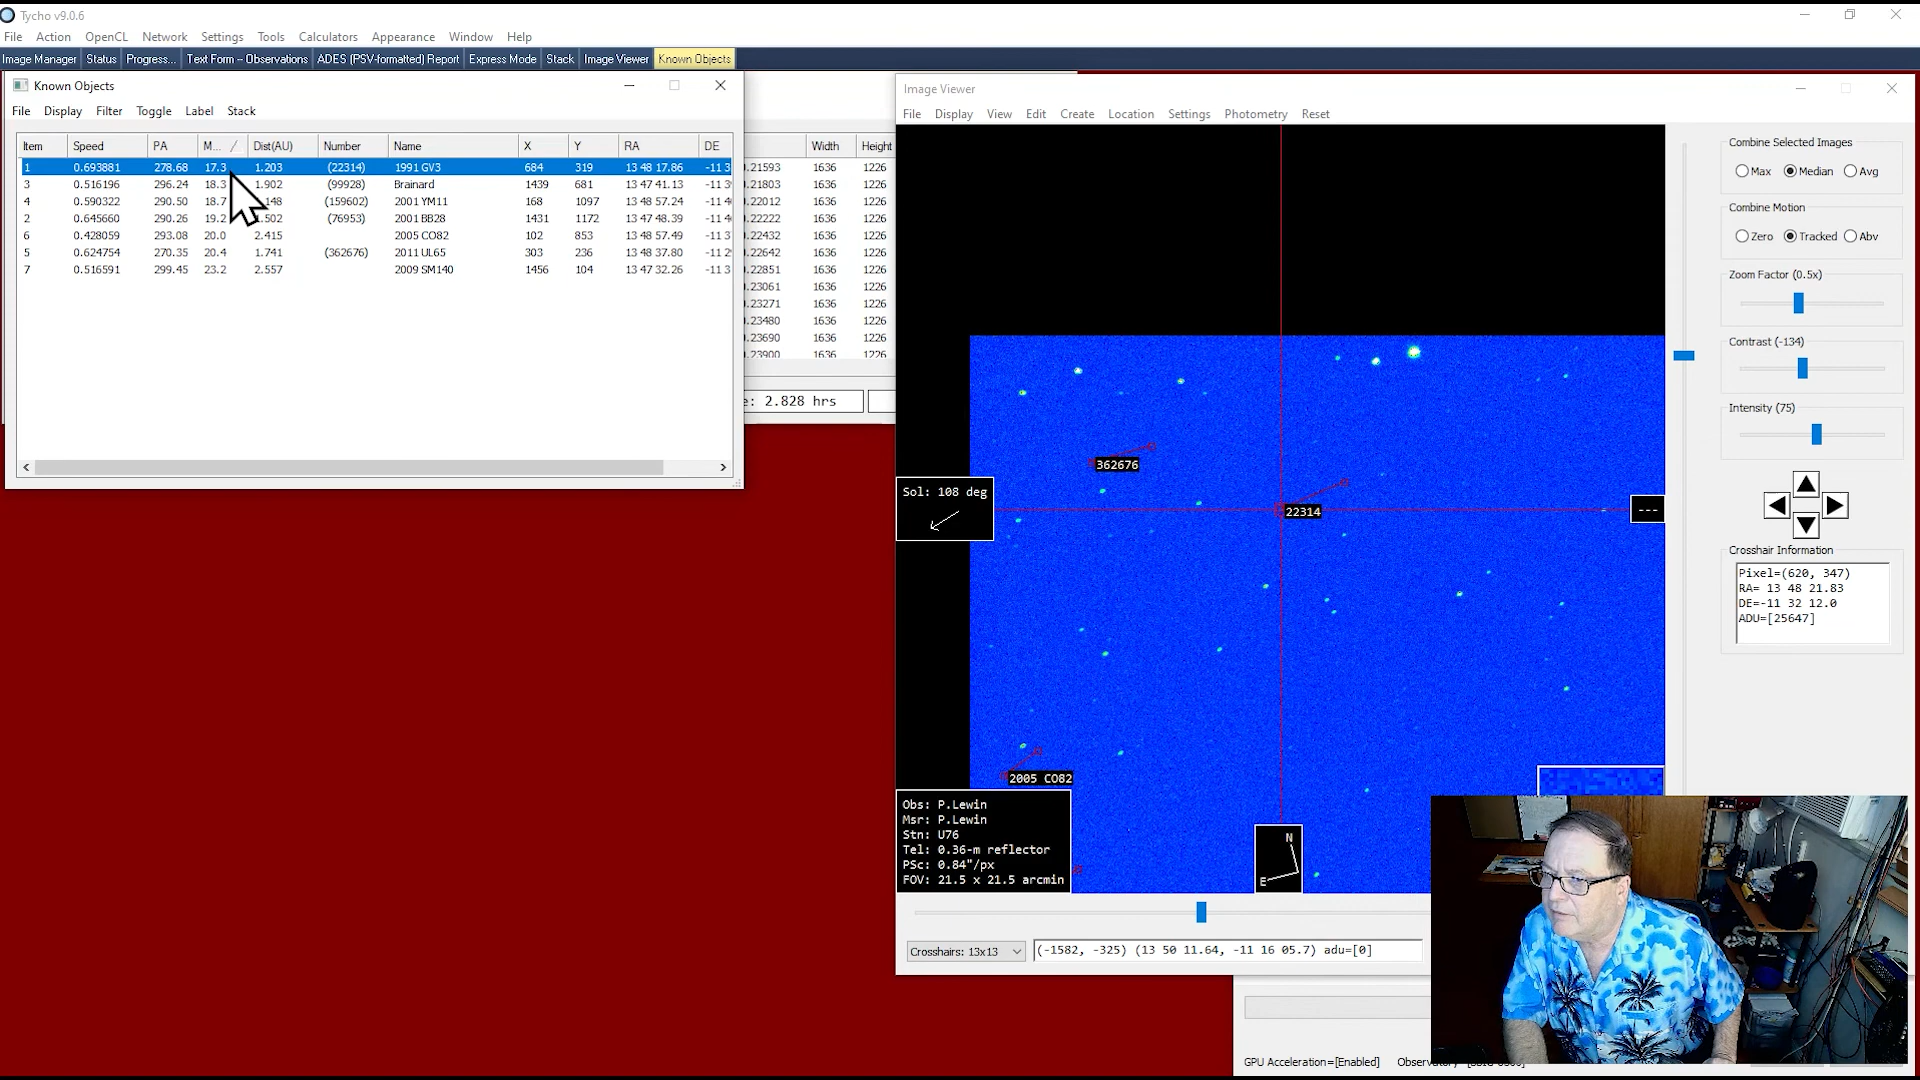 Tycho v9.0.6
File Action OpenCL Network Settings Tools Calculators Appearance Window Help
Image Manager Status Progress... Text Form -- Observations ADES (PSV-formatted) Report Express Mode Stack Image Viewer Known Objects
Known Objects
File Display Filter Toggle Label Stack
Item Speed PA M... Dist(AU) Number Name X Y RA DE
1 0.693881 278.68 17.3 1.203 (22314) 1991 GV3 684 319 13 48 17.86 -11 3
3 0.516196 296.24 18.3 1.902 (99928) Brainard 1439 681 13 47 41.13 -11 3
4 0.590322 290.50 18.7 148 (159602) 2001 YM11 168 1097 13 48 57.24 -11 4
2 0.645660 290.26 19.2 .502 (76953) 2001 BB28 1431 1172 13 47 48.39 -11 4
6 0.428059 293.08 20.0 2.415 2005 CO82 102 853 13 48 57.49 -11 3
5 0.624754 270.35 20.4 1.741 (362676) 2011 UL65 303 236 13 48 37.80 -11 2
7 0.516591 299.45 23.2 2.557 2009 SM140 1456 104 13 47 32.26 -11 3
Width Height
.21593 1636 1226
.21803 1636 1226
.22012 1636 1226
.22222 1636 1226
.22432 1636 1226
.22642 1636 1226
.22851 1636 1226
.23061 1636 1226
.23271 1636 1226
.23480 1636 1226
.23690 1636 1226
.23900 1636 1226
e: 2.828 hrs
Image Viewer
File Display View Edit Create Location Settings Photometry Reset
362676
22314
2005 CO82
Sol: 108 deg
---
Obs: P.Lewin
Msr: P.Lewin
Stn: U76
Tel: 0.36-m reflector
PSc: 0.84"/px
FOV: 21.5 x 21.5 arcmin
N
E
Crosshairs: 13x13
(-1582, -325) (13 50 11.64, -11 16 05.7) adu=[0]
Combine Selected Images
Max Median Avg
Combine Motion
Zero Tracked Abv
Zoom Factor (0.5x)
Contrast (-134)
Intensity (75)
Crosshair Information
Pixel=(620, 347)
RA= 13 48 21.83
DE=-11 32 12.0
ADU=[25647]
GPU Acceleration=[Enabled]